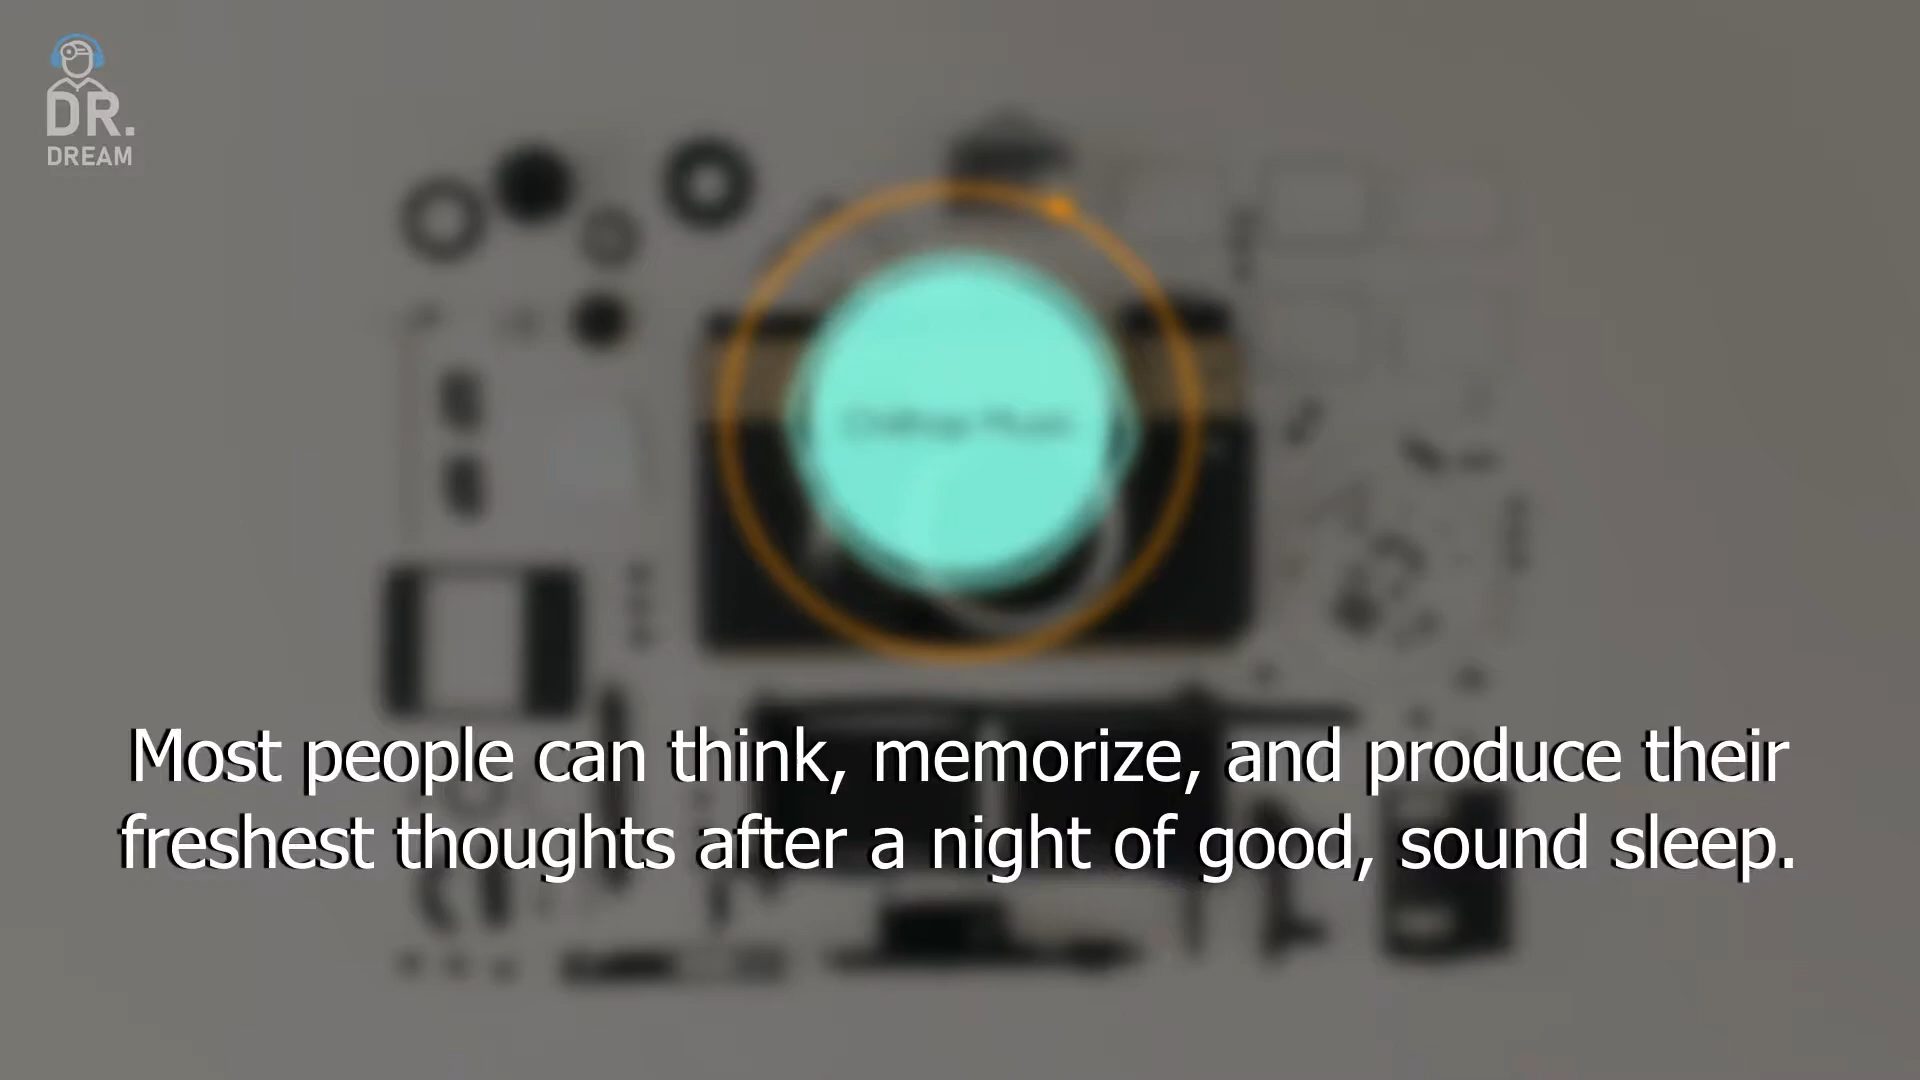 DR.
DREAM
Most people can think, memorize, and produce their
freshest thoughts after a night of good, sound sleep.